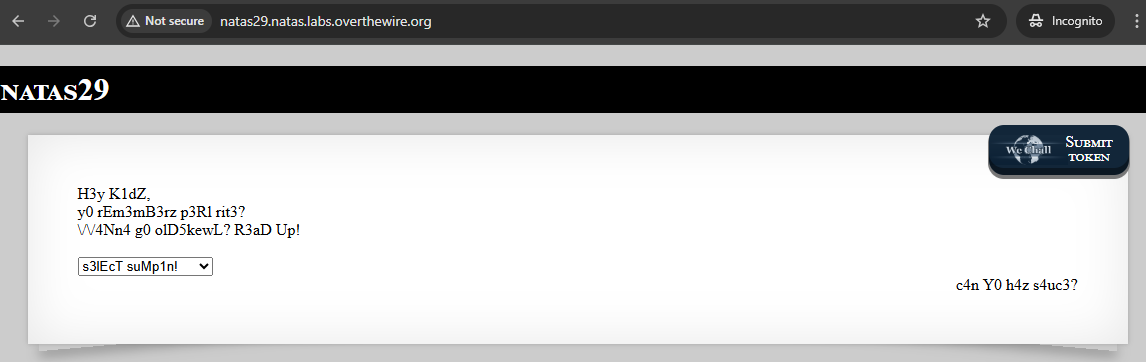 Not secure
natas29.natas.labs.overthewire.org
Incognito
NATAS29
We Chall
Submit token
H3y K1dZ,
y0 rEm3mB3rz p3Rl rit3?
\/\/4Nn4 g0 olD5kewL? R3aD Up!
s3lEcT suMp1n!
c4n Y0 h4z s4uc3?